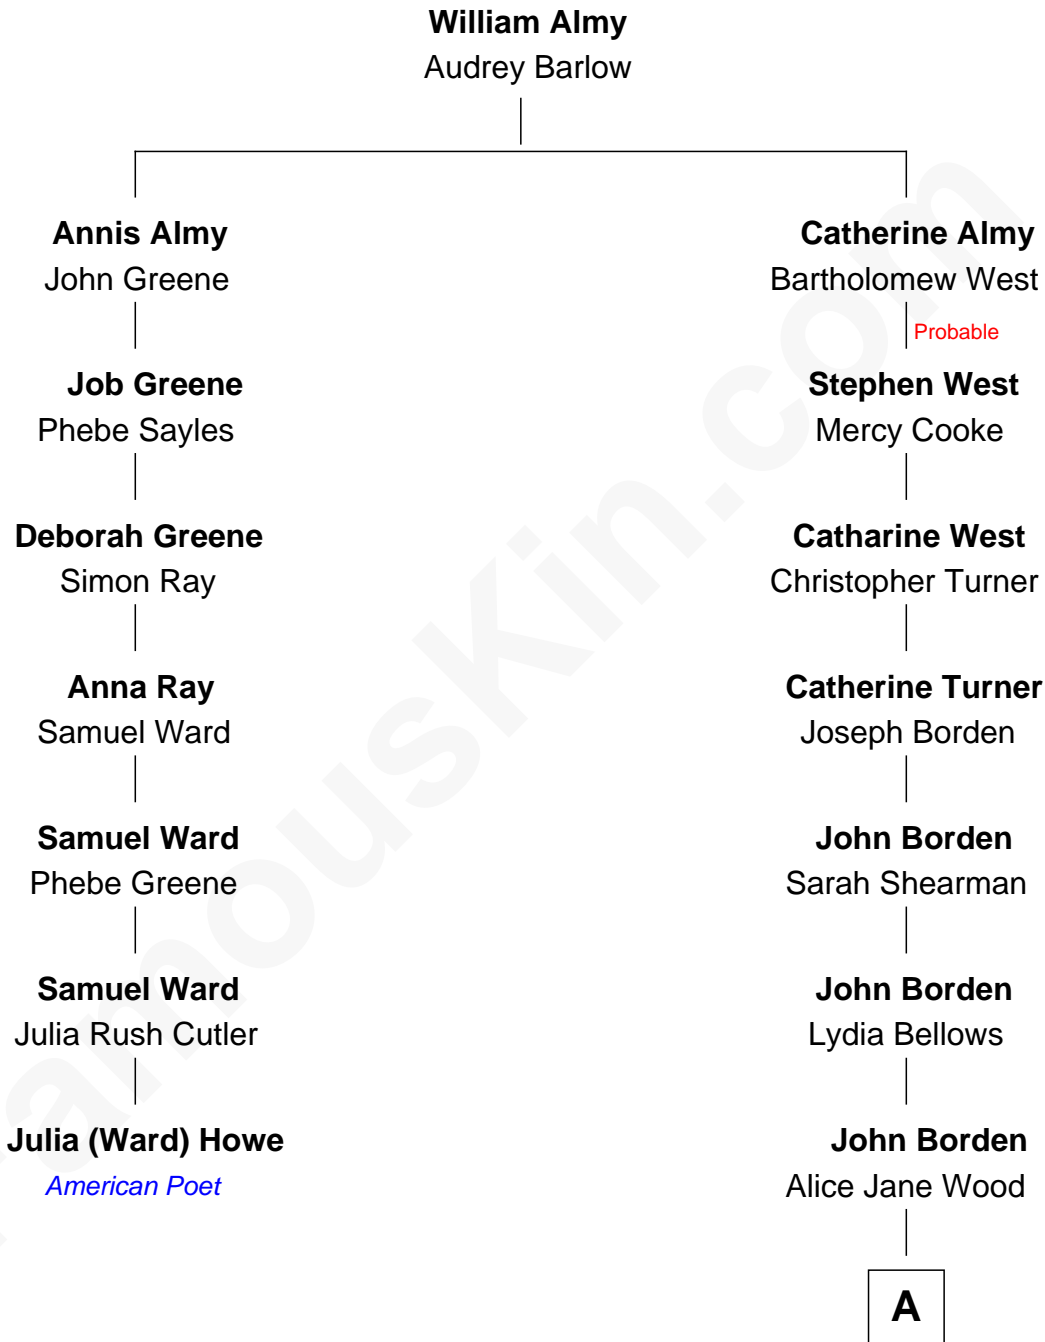 William Almy
Audrey Barlow
Annis Almy
John Greene
Catherine Almy
Bartholomew West
Probable
Job Greene
Phebe Sayles
Stephen West
Mercy Cooke
Deborah Greene
Simon Ray
Catharine West
Christopher Turner
Anna Ray
Samuel Ward
Catherine Turner
Joseph Borden
Samuel Ward
Phebe Greene
John Borden
Sarah Shearman
Samuel Ward
Julia Rush Cutler
John Borden
Lydia Bellows
Julia (Ward) Howe
American Poet
John Borden
Alice Jane Wood
A
FamousKin.com